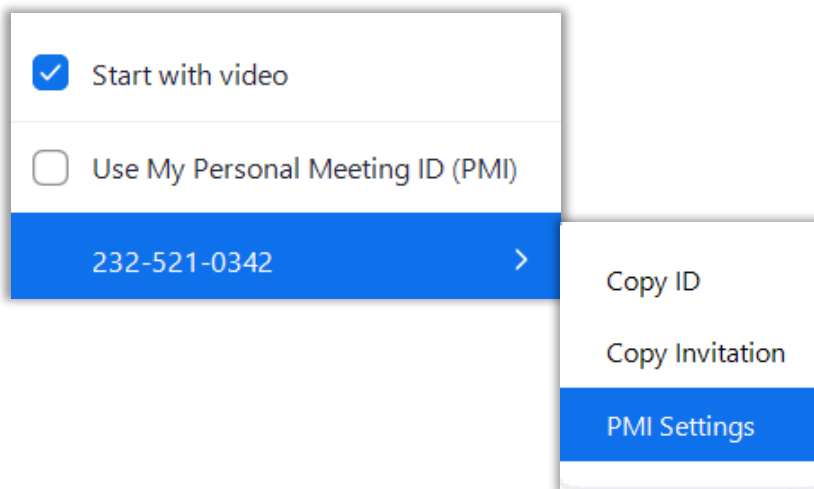 Start with video
Use My Personal Meeting ID (PMI)
232-521-0342
Copy ID
Copy Invitation
PMI Settings